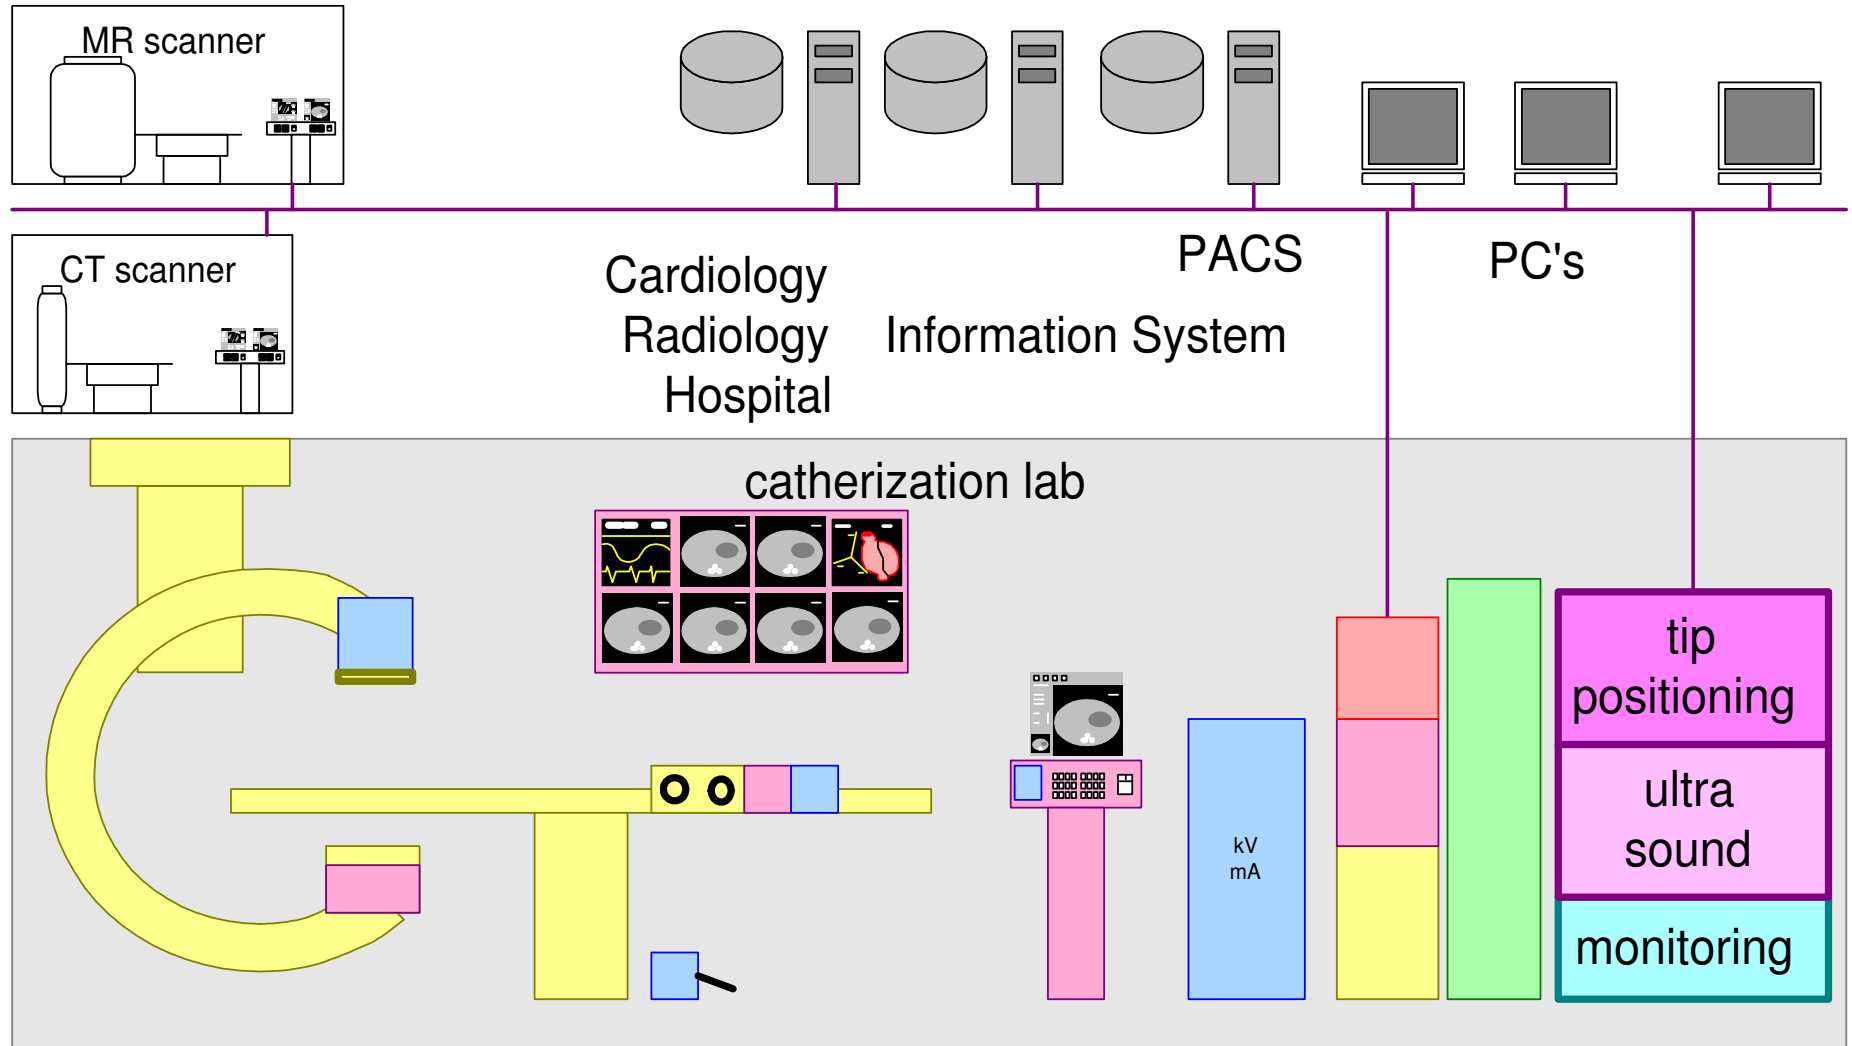 MR scanner
CT scanner
PACS
PC's
Cardiology
Radiology Information System
Hospital
catherization lab
tip
positioning
ultra
sound
kV
mA
monitoring